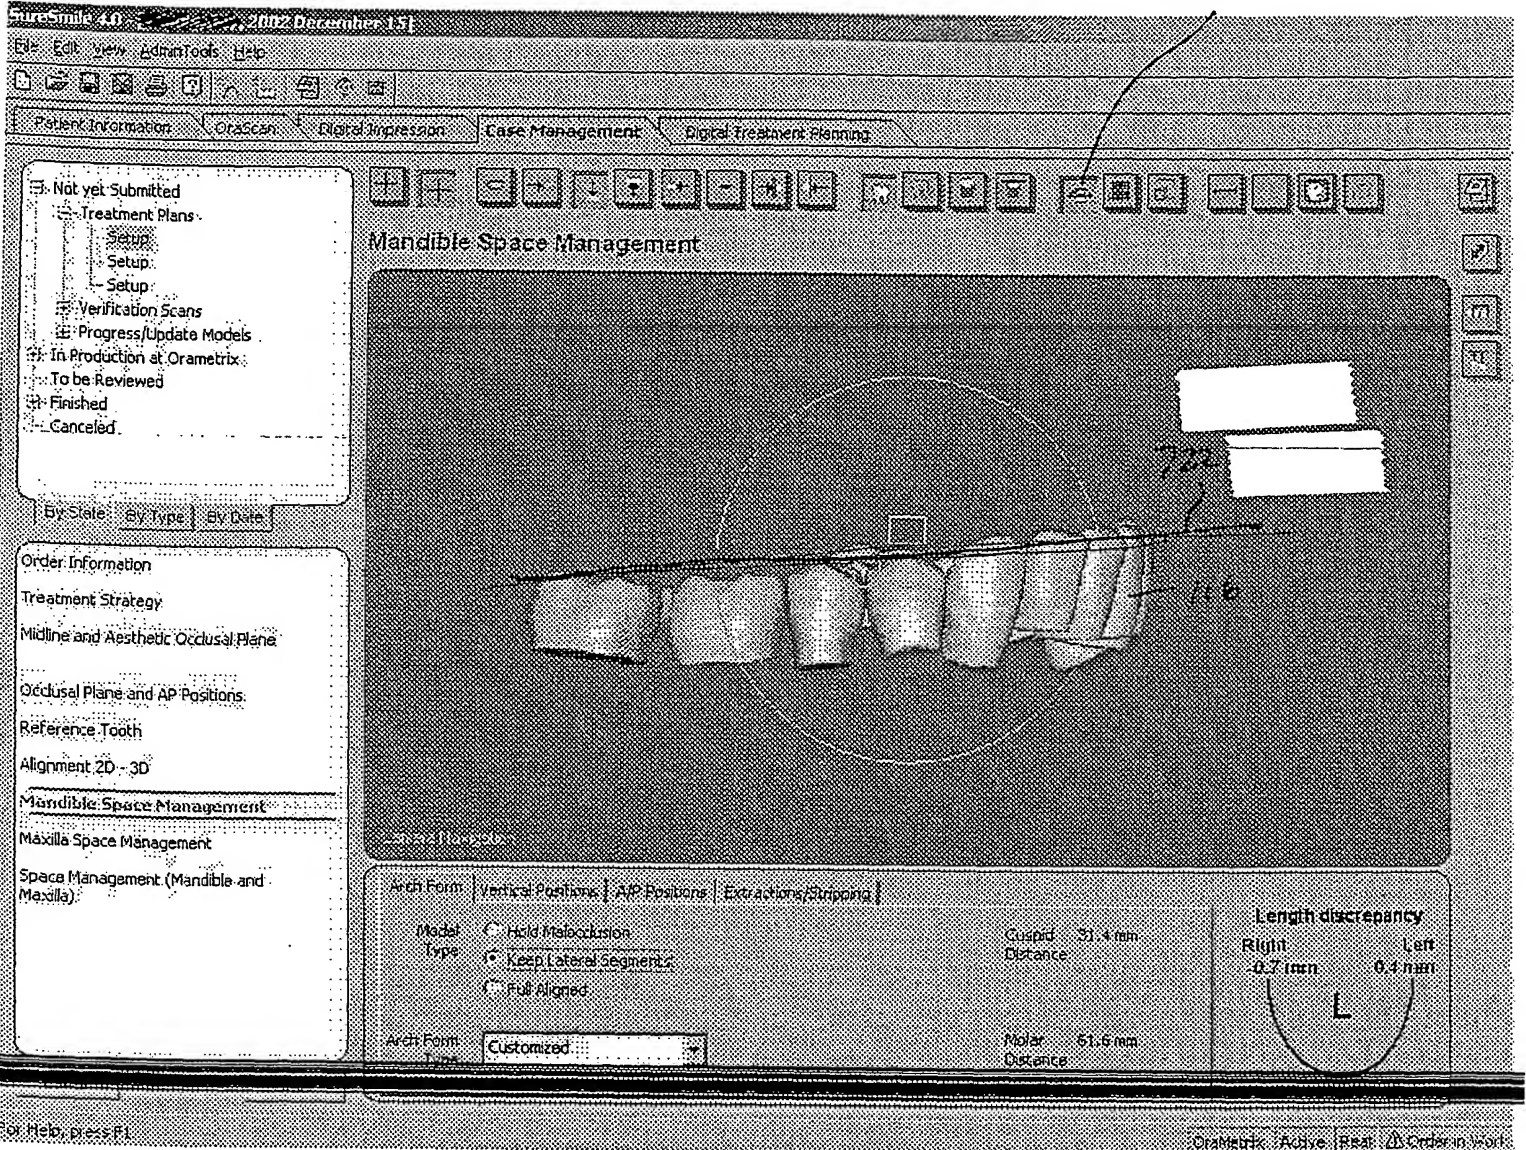 SureSmile 4.0 2002 December 15]
File Edit View AdminTools Help
Patient Information OraScan Digital Impression Case Management Digital Treatment Planning
Not yet Submitted
Treatment Plans
Setup
Setup
Setup
Verification Scans
Progress/Update Models
In Production at Orametrix
To be Reviewed
Finished
Canceled
By State By Type By Date
Order Information
Treatment Strategy
Midline and Aesthetic Occlusal Plane
Occlusal Plane and AP Positions
Reference Tooth
Alignment 2D - 3D
Mandible Space Management
Maxilla Space Management
Space Management (Mandible and
Maxilla)
Mandible Space Management
116
Arch Form Vertical Positions A/P Positions Extractions/Stripping
Model
Type
Hold Malocclusion
Keep Lateral Segments
Full Aligned
Arch Form
Type
Customized
Cuspid 31.4 mm
Distance
Molar 61.6 mm
Distance
Length discrepancy
Right Left
-0.7 mm 0.4 mm
L
For Help, press F1
OraMetrix Active Real Order in Work